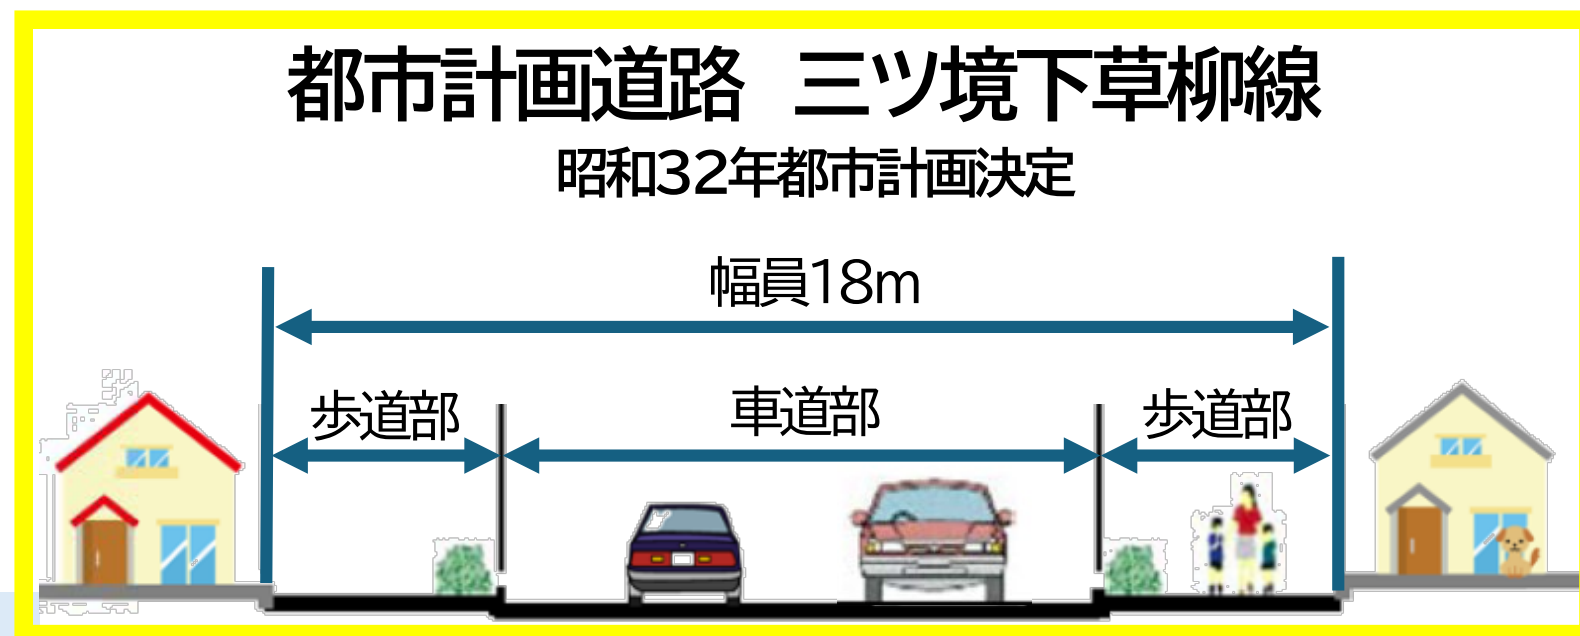 都市計画道路　三ツ境下草柳線
昭和32年都市計画決定
幅員18m
歩道部
車道部
歩道部